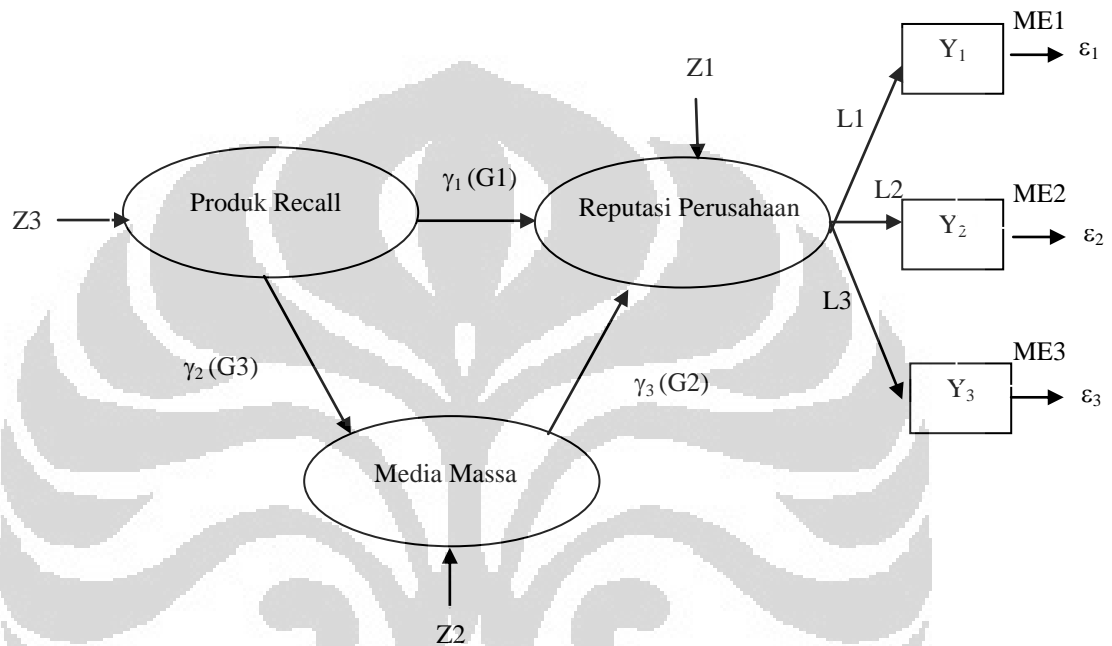 ME1
Y₁
ε₁
Z1
L1
Produk Recall
γ₁ (G1)
Reputasi Perusahaan
L2
Y₂
ME2
ε₂
Z3
L3
γ₂ (G3)
γ₃ (G2)
ME3
Y₃
ε₃
Media Massa
Z2